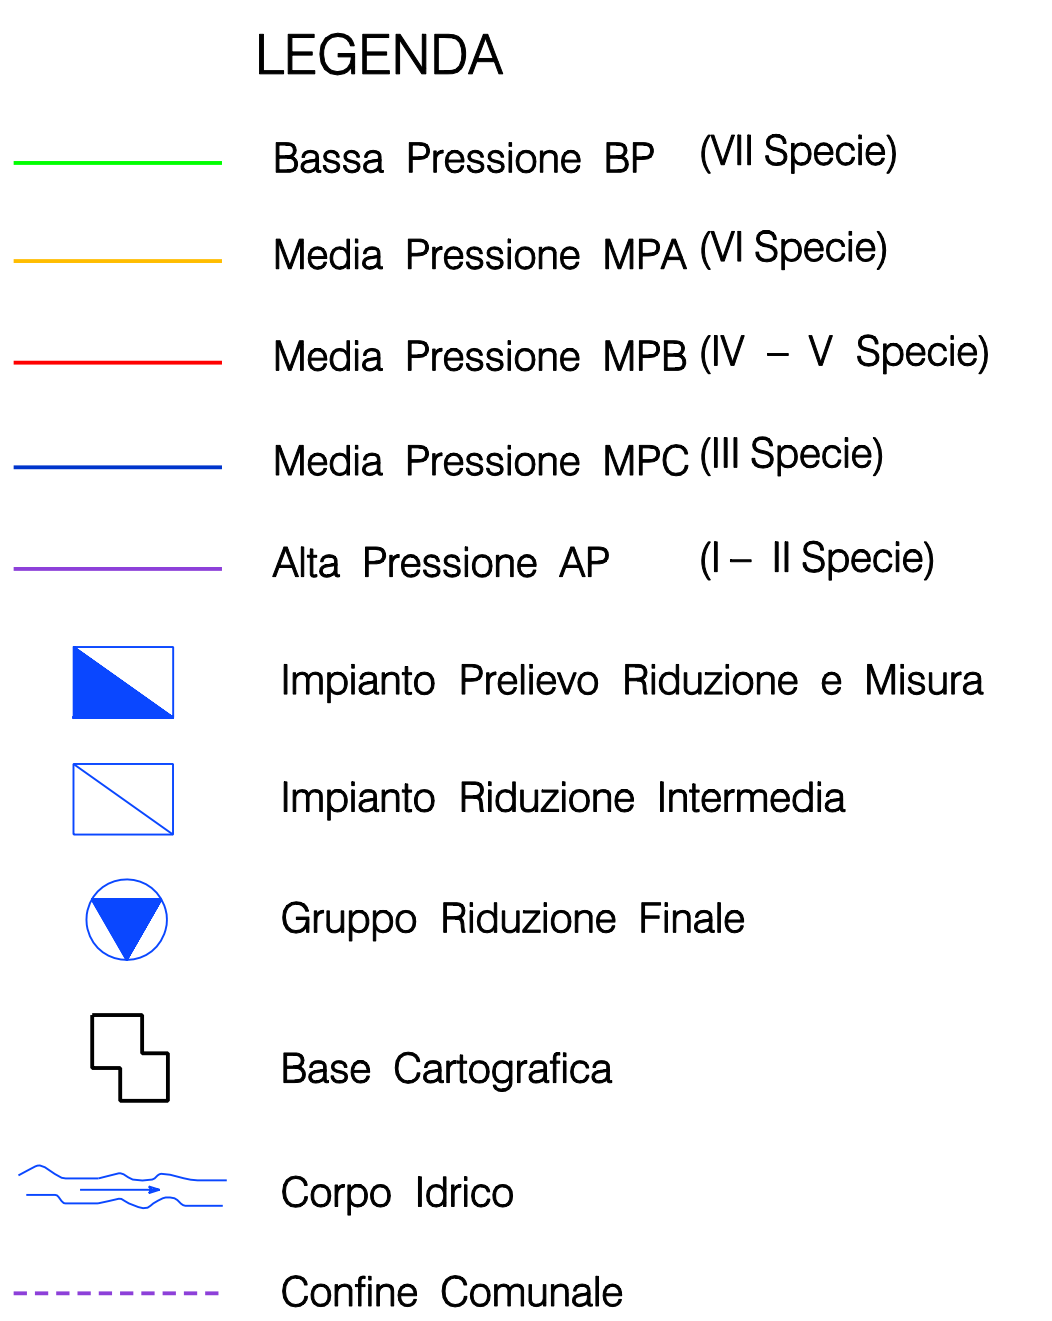 LEGENDA
Bassa Pressione BP (VII Specie)
Media Pressione MPA (VI Specie)
Media Pressione MPB (IV – V Specie)
Media Pressione MPC (III Specie)
Alta Pressione AP (I – II Specie)
Impianto Prelievo Riduzione e Misura
Impianto Riduzione Intermedia
Gruppo Riduzione Finale
Base Cartografica
Corpo Idrico
Confine Comunale